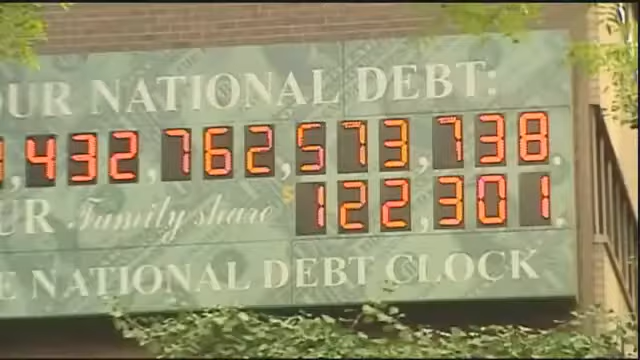 OUR NATIONAL DEBT:
,432,762,573,738.
UR Family share $122,301.
E NATIONAL DEBT CLOCK